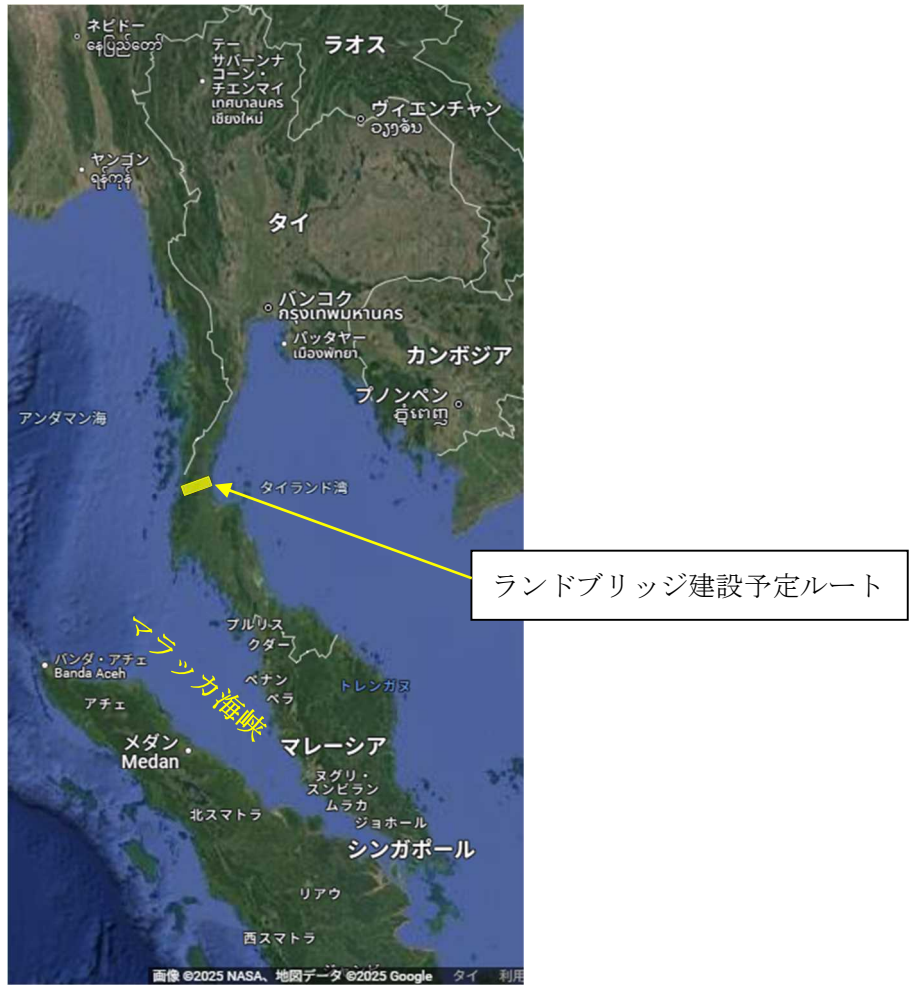 ネピドー
နေပြည်တော်
テー
サバーンナ
コーン・
チエンマイ
เทศบาลนคร
เชียงใหม่
ラオス
ヴィエンチャン
ວຽງຈັນ
ヤンゴン
ရန်ကုန်
タイ
バンコク
กรุงเทพมหานคร
パッタヤー
เมืองพัทยา
カンボジア
プノンペン
ភ្នំពេញ
アンダマン海
タイランド湾
ランドブリッジ建設予定ルート
プルリス
クダー
マラッカ海峡
バンダ・アチェ
Banda Aceh
ペナン
ペラ
トレンガヌ
アチェ
メダン
Medan
マレーシア
ヌグリ・
スンビラン
ムラカ
ジョホール
北スマトラ
シンガポール
リアウ
西スマトラ
画像 ©2025 NASA、地図データ ©2025 Google
タイ
利用